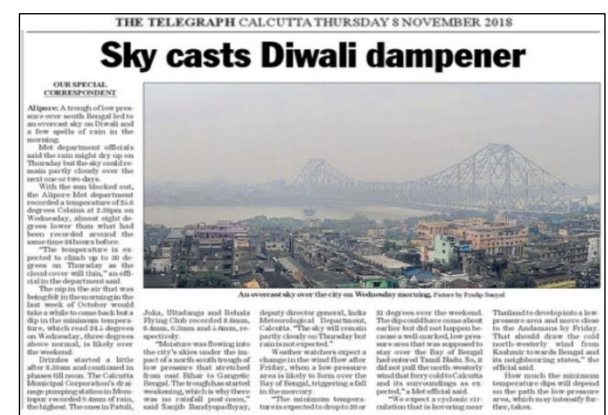 THE TELEGRAPH CALCUTTA THURSDAY 8 NOVEMBER 2018
Sky casts Diwali dampener
OUR SPECIAL
CORRESPONDENT
Alipore: A trough of low pres-
sure over south Bengal led to
an overcast sky on Diwali and
a few spells of rain in the
morning.
Met department officials
said the rain might dry up on
Thursday but the sky could re-
main partly cloudy over the
next one or two days.
With the sun blocked out,
the Alipore Met department
recorded a temperature of 25.6
degrees Celsius at 2.30pm on
Wednesday, almost eight de-
grees lower than what had
been recorded around the
same time 24 hours before.
"The temperature is ex-
pected to climb up to 30 de-
grees on Thursday as the
cloud cover will thin," an offi-
cial in the department said.
The nip in the air that was
being felt in the morning in the
last week of October would
take a while to come back but a
dip in the minimum tempera-
ture, which read 24.5 degrees
on Wednesday, three degrees
above normal, is likely over
the weekend.
Drizzles started a little
after 8.30am and continued in
phases till noon. The Calcutta
Municipal Corporation's drai-
nage pumping station in Mom-
inpur recorded
the highest. The ones in Patuli,
An overcast sky over the city on Wednesday morning. Picture by Pradip Sanyal
Joka, Ultadanga and Behala
Flying Club recorded
respectively.
"Moisture was flowing into
the city's skies under the im-
pact of a north south trough of
low pressure that stretched
from east Bihar to Gangetic
Bengal. The trough has started
weakening, which is why there
was no rainfall post-noon,"
said Sanjib Bandyopadhyay,
deputy director general, India
Meteorological Department,
Calcutta. "The sky will remain
partly cloudy on Thursday but
rain is not expected."
Weather watchers expect a
change in the wind flow after
Friday, when a low-pressure
area is likely to form over the
Bay of Bengal, triggering a fall
in the mercury.
"The minimum tempera-
ture is expected to drop to 20 or
21 degrees over the weekend.
The dip could have come about
earlier but did not happen be-
cause a well marked, low-pres-
sure area that was supposed to
stay over the Bay of Bengal
had entered Tamil Nadu. So, it
did not pull the north-westerly
wind that ferry cold to Calcutta
and its surroundings as ex-
pected," a Met official said.
"We expect a cyclonic cir-
culation that is hovering near
Thailand to develop into a low-
pressure area and move close
to the Andamans by Friday.
That should draw the cold
north-westerly wind from
Kashmir towards Bengal and
its neighbouring states," the
official said.
How much the minimum
temperature dips will depend
on the path the low pressure
area, which may intensify fur-
ther, takes.